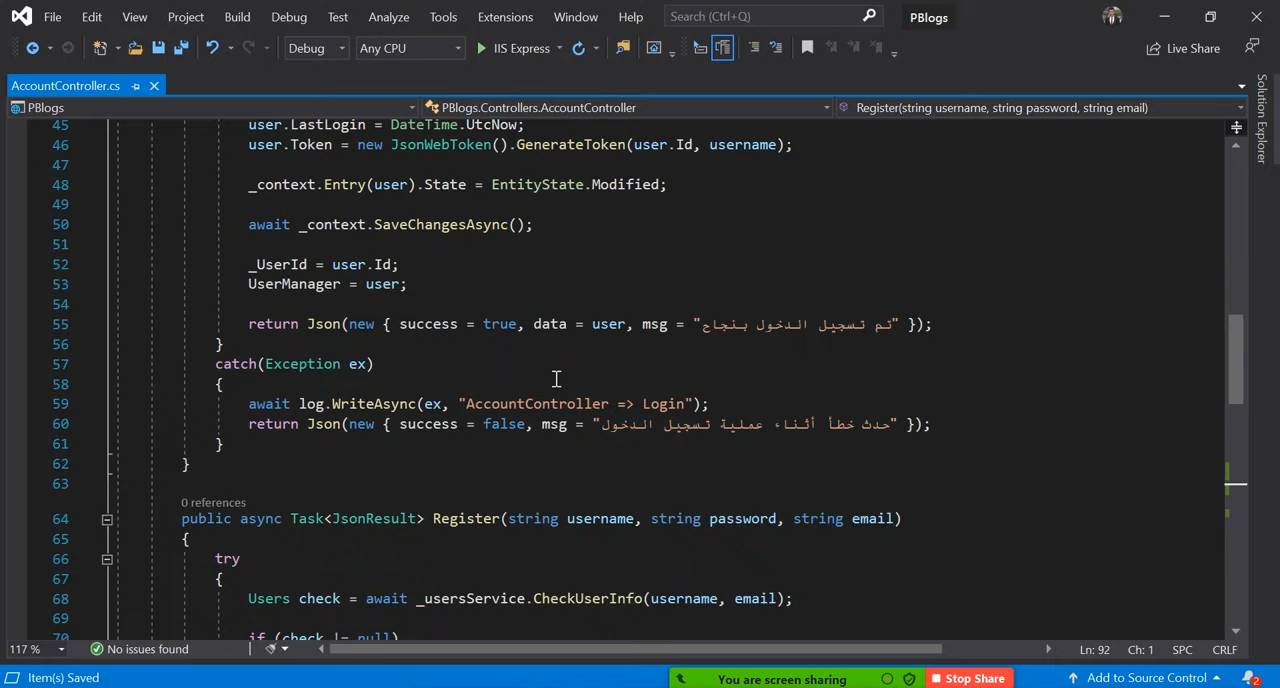 File Edit View Project Build Debug Test Analyze Tools Extensions Window Help Search (Ctrl+Q) PBlogs
Debug Any CPU IIS Express Live Share
AccountController.cs
PBlogs PBlogs.Controllers.AccountController Register(string username, string password, string email)
Solution Explorer
45 user.LastLogin = DateTime.UtcNow;
46 user.Token = new JsonWebToken().GenerateToken(user.Id, username);
47
48 _context.Entry(user).State = EntityState.Modified;
49
50 await _context.SaveChangesAsync();
51
52 _UserId = user.Id;
53 UserManager = user;
54
55 return Json(new { success = true, data = user, msg = "تم تسجيل الدخول بنجاح" });
56 }
57 catch(Exception ex)
58 {
59 await log.WriteAsync(ex, "AccountController => Login");
60 return Json(new { success = false, msg = "حدث خطأ أثناء عملية تسجيل الدخول" });
61 }
62 }
63
0 references
64 public async Task<JsonResult> Register(string username, string password, string email)
65 {
66 try
67 {
68 Users check = await _usersService.CheckUserInfo(username, email);
69
70 if (check != null)
117 % No issues found Ln: 92 Ch: 1 SPC CRLF
Item(s) Saved You are screen sharing Stop Share Add to Source Control 2